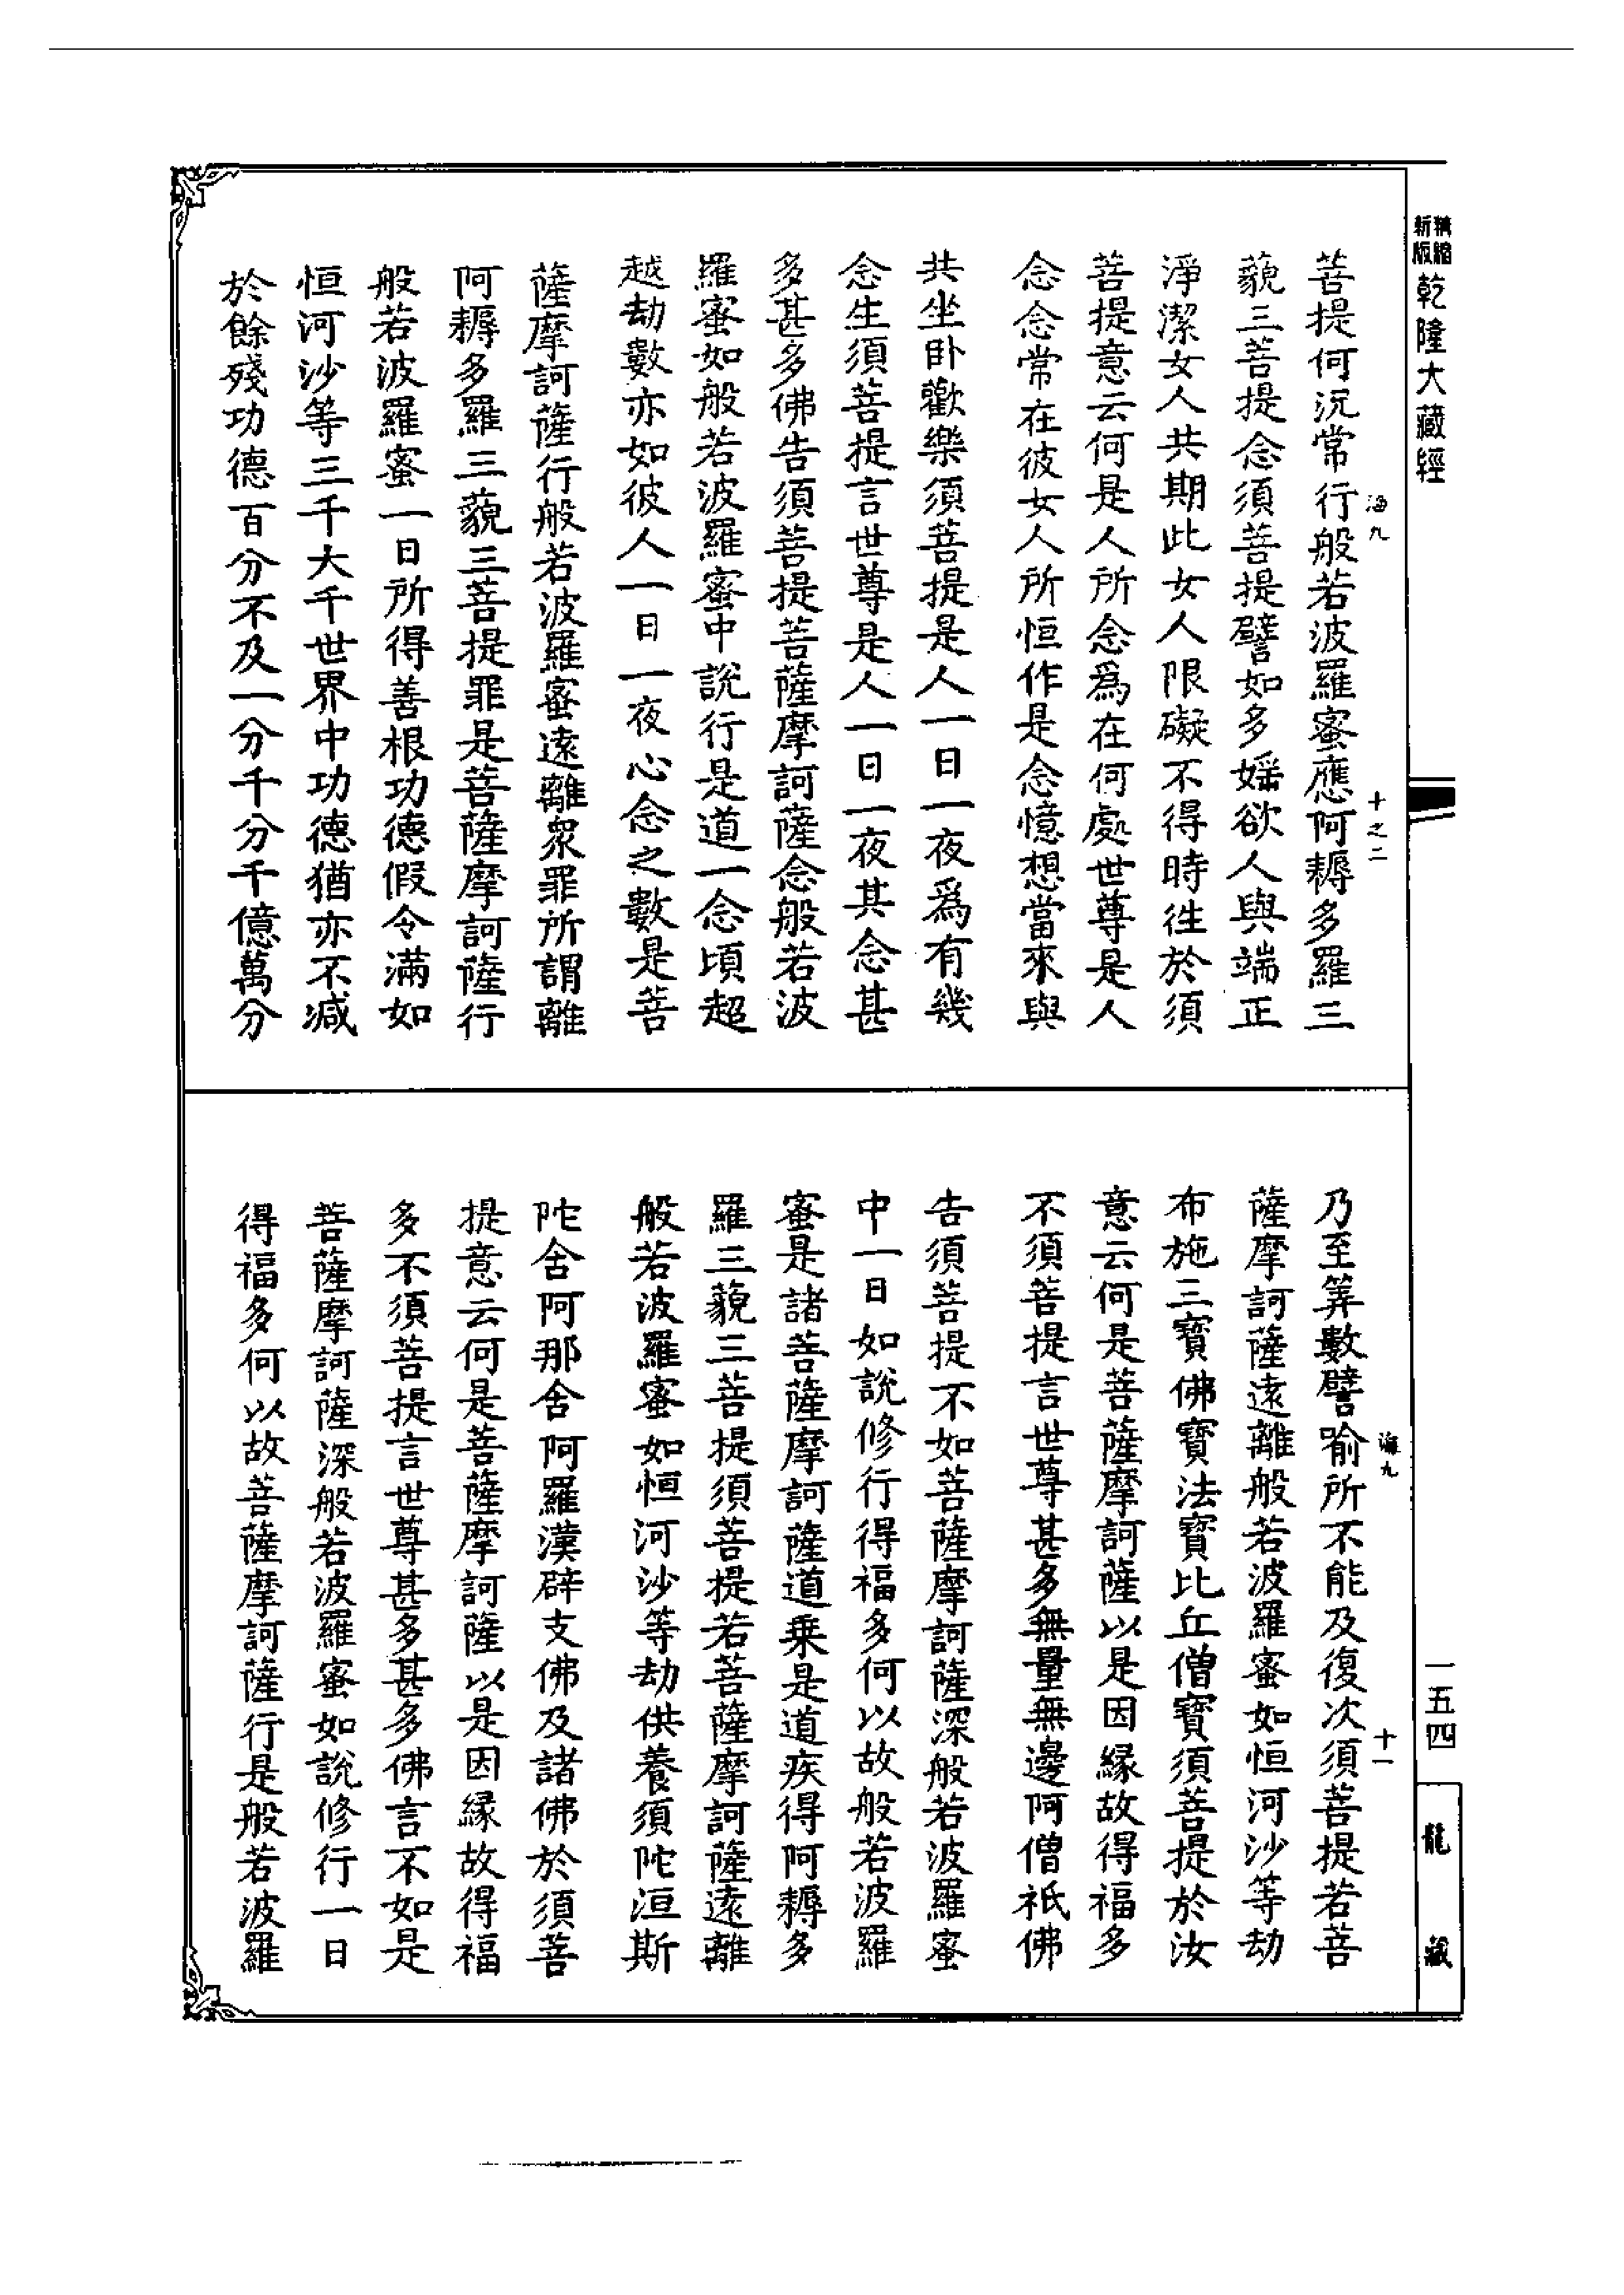 精縮新版
乾隆大藏經
海九
十之二
菩提何況常行般若波羅蜜應阿耨多羅三
藐三菩提念須菩提譬如多婬欲人與端正
淨潔女人共期此女人限礙不得時徃於須
菩提意云何是人所念爲在何處世尊是人
念念常在彼女人所恒作是念憶想當來與
共坐卧歡樂須菩提是人一日一夜爲有幾
念生須菩提言世尊是人一日一夜其念甚
多甚多佛告須菩提菩薩摩訶薩念般若波
羅蜜如般若波羅蜜中說行是道一念頃超
越劫數亦如彼人一日一夜心念之數是菩
薩摩訶薩行般若波羅蜜遠離衆罪所謂離
阿耨多羅三藐三菩提罪是菩薩摩訶薩行
般若波羅蜜一日所得善根功德假令滿如
恒河沙等三千大千世界中功德猶亦不減
於餘殘功德百分不及一分千分千億萬分
海九
十一
乃至筭數譬喻所不能及復次須菩提若菩
薩摩訶薩遠離般若波羅蜜如恒河沙等劫
布施三寶佛寶法寶比丘僧寶須菩提於汝
意云何是菩薩摩訶薩以是因緣故得福多
不須菩提言世尊甚多無量無邊阿僧祇佛
告須菩提不如菩薩摩訶薩深般若波羅蜜
中一日如說修行得福多何以故般若波羅
蜜是諸菩薩摩訶薩道乗是道疾得阿耨多
羅三藐三菩提須菩提若菩薩摩訶薩遠離
般若波羅蜜如恒河沙等劫供養須陀洹斯
陀含阿那含阿羅漢辟支佛及諸佛於須菩
提意云何是菩薩摩訶薩以是因緣故得福
多不須菩提言世尊甚多甚多佛言不如是
菩薩摩訶薩深般若波羅蜜如說修行一日
得福多何以故菩薩摩訶薩行是般若波羅
一五四
龍藏